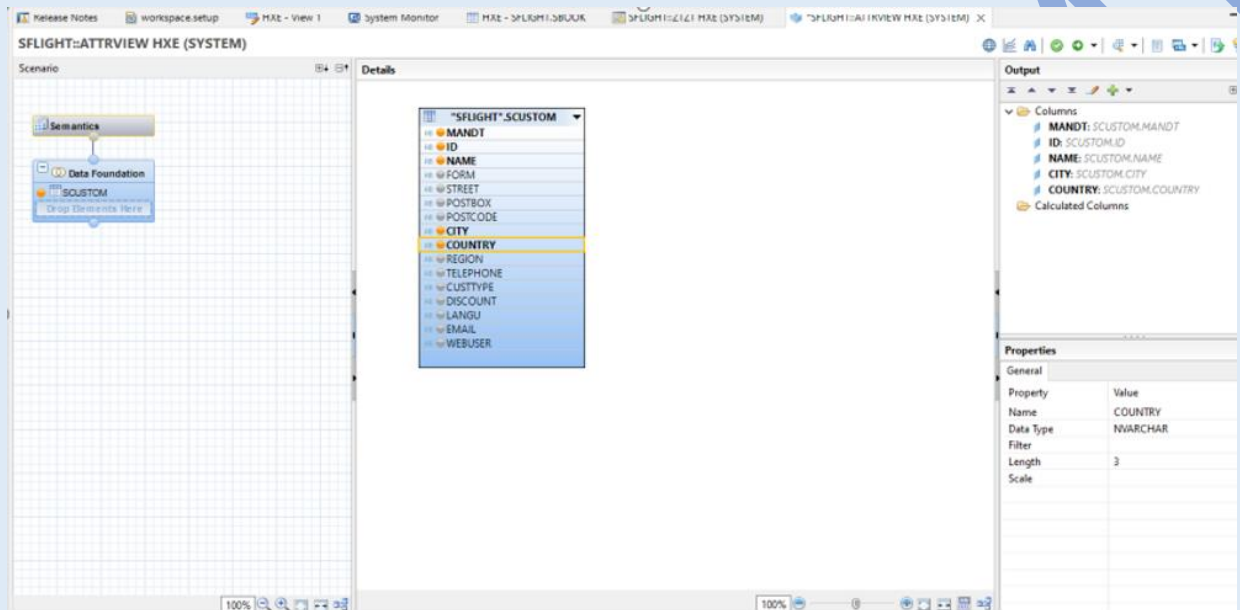 Release Notes
workspace.setup
HXE - View 1
System Monitor
HXE - SFLIGHT.SBOOK
SFLIGHT::Z1Z1 HXE (SYSTEM)
*SFLIGHT::ATTRVIEW HXE (SYSTEM)
SFLIGHT::ATTRVIEW HXE (SYSTEM)
Scenario
Semantics
Data Foundation
SCUSTOM
Drop Elements Here
100%
Details
"SFLIGHT".SCUSTOM
MANDT
ID
NAME
FORM
STREET
POSTBOX
POSTCODE
CITY
COUNTRY
REGION
TELEPHONE
CUSTTYPE
DISCOUNT
LANGU
EMAIL
WEBUSER
100%
Output
Columns
MANDT: SCUSTOM.MANDT
ID: SCUSTOM.ID
NAME: SCUSTOM.NAME
CITY: SCUSTOM.CITY
COUNTRY: SCUSTOM.COUNTRY
Calculated Columns
Properties
General
Property Value
Name COUNTRY
Data Type NVARCHAR
Filter
Length 3
Scale